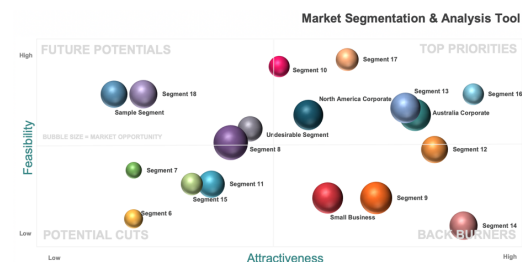 Market Segmentation & Analysis Tool
FUTURE POTENTIALS
TOP PRIORITIES
High
Segment 17
Segment 10
Segment 18
Segment 13
Segment 16
North America Corporate
Sample Segment
Australia Corporate
Undesirable Segment
BUBBLE SIZE = MARKET OPPORTUNITY
Segment 8
Segment 12
Feasibility
Segment 7
Segment 11
Segment 15
Segment 9
Segment 6
Small Business
Segment 14
Low
POTENTIAL CUTS
BACK BURNERS
Low
Attractiveness
High